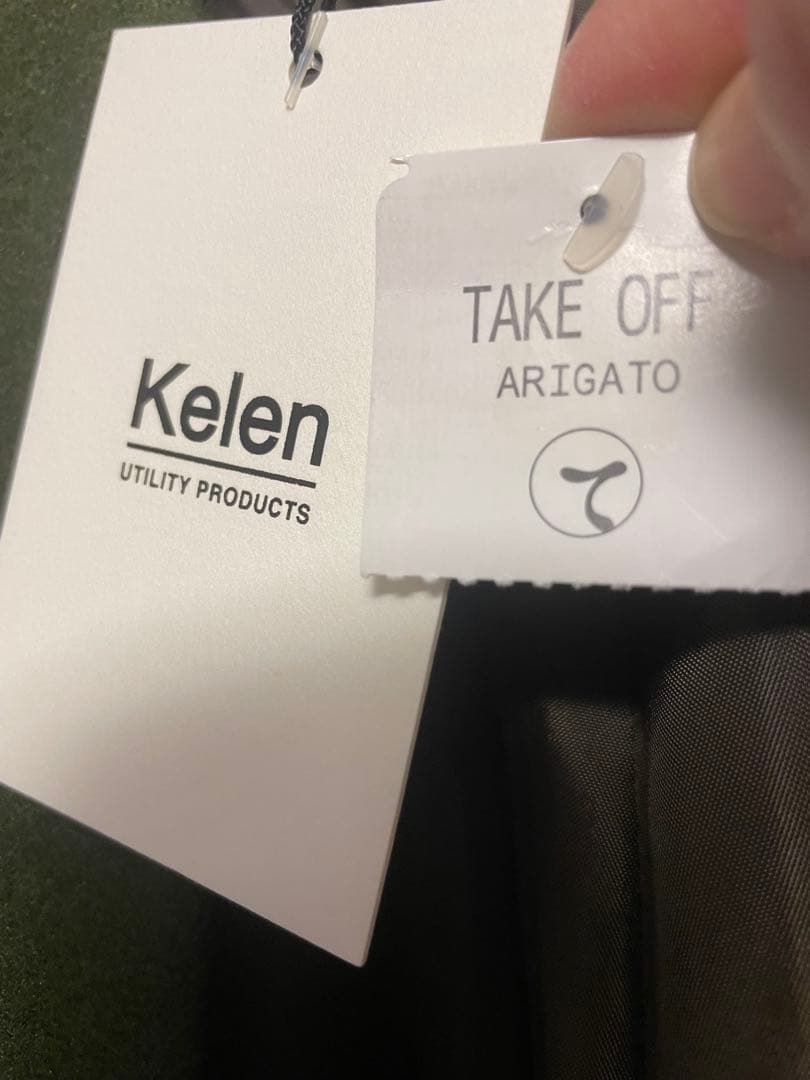 Kelen
UTILITY PRODUCTS
TAKE OFF
ARIGATO
て